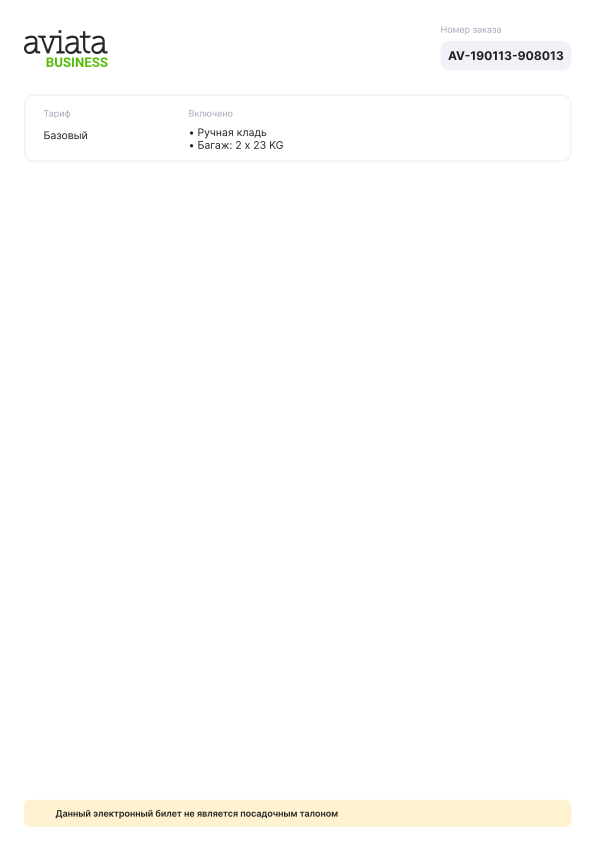 aviata
BUSINESS
Номер заказа
AV-190113-908013
Тариф
Включено
Базовый
• Ручная кладь
• Багаж: 2 x 23 KG
Данный электронный билет не является посадочным талоном